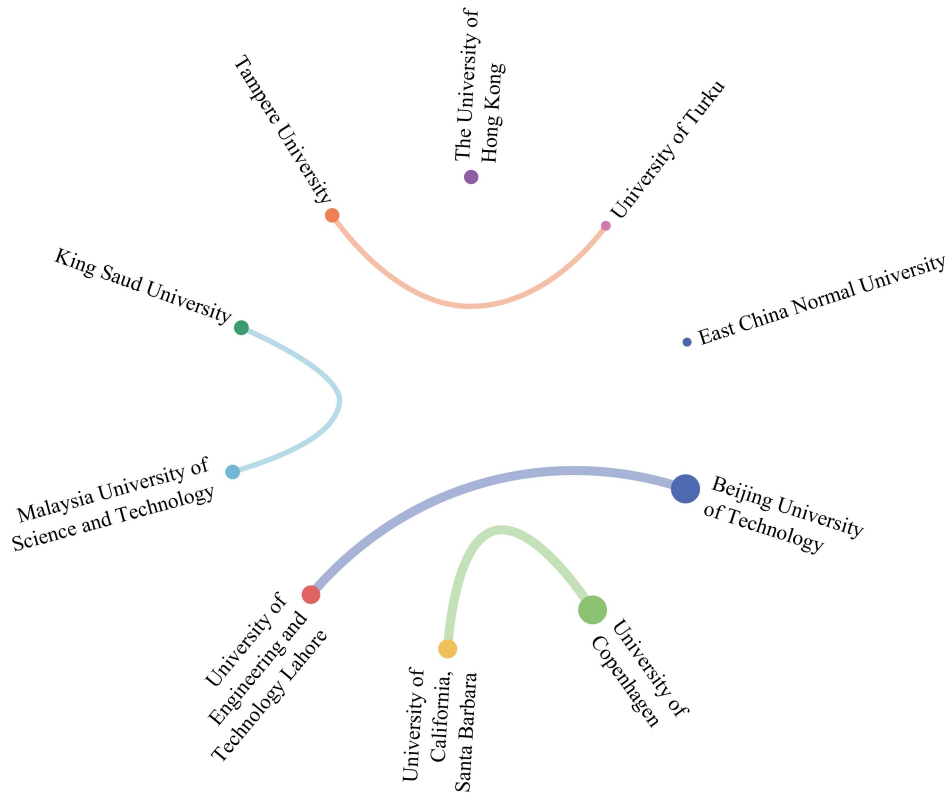 The University of
Hong Kong
Tampere University
University of Turku
King Saud University
East China Normal University
Malaysia University of
Science and Technology
Beijing University
of Technology
University of
Engineering and
Technology Lahore
University of
California,
Santa Barbara
University of
Copenhagen